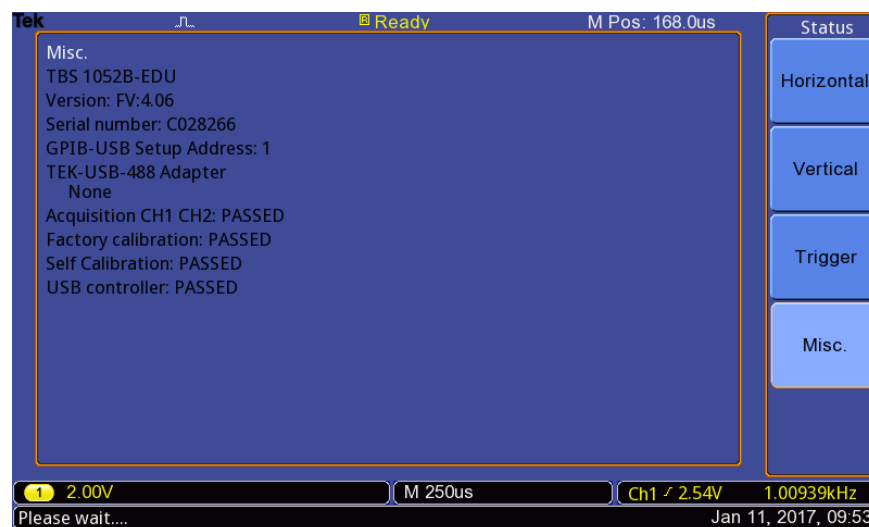 Tek R Ready M Pos: 168.0us
Status
Misc.
TBS 1052B-EDU
Version: FV:4.06
Serial number: C028266
GPIB-USB Setup Address: 1
TEK-USB-488 Adapter
None
Acquisition CH1 CH2: PASSED
Factory calibration: PASSED
Self Calibration: PASSED
USB controller: PASSED
Horizontal
Vertical
Trigger
Misc.
1 2.00V M 250us Ch1 2.54V 1.00939kHz
Please wait.... Jan 11, 2017, 09:53